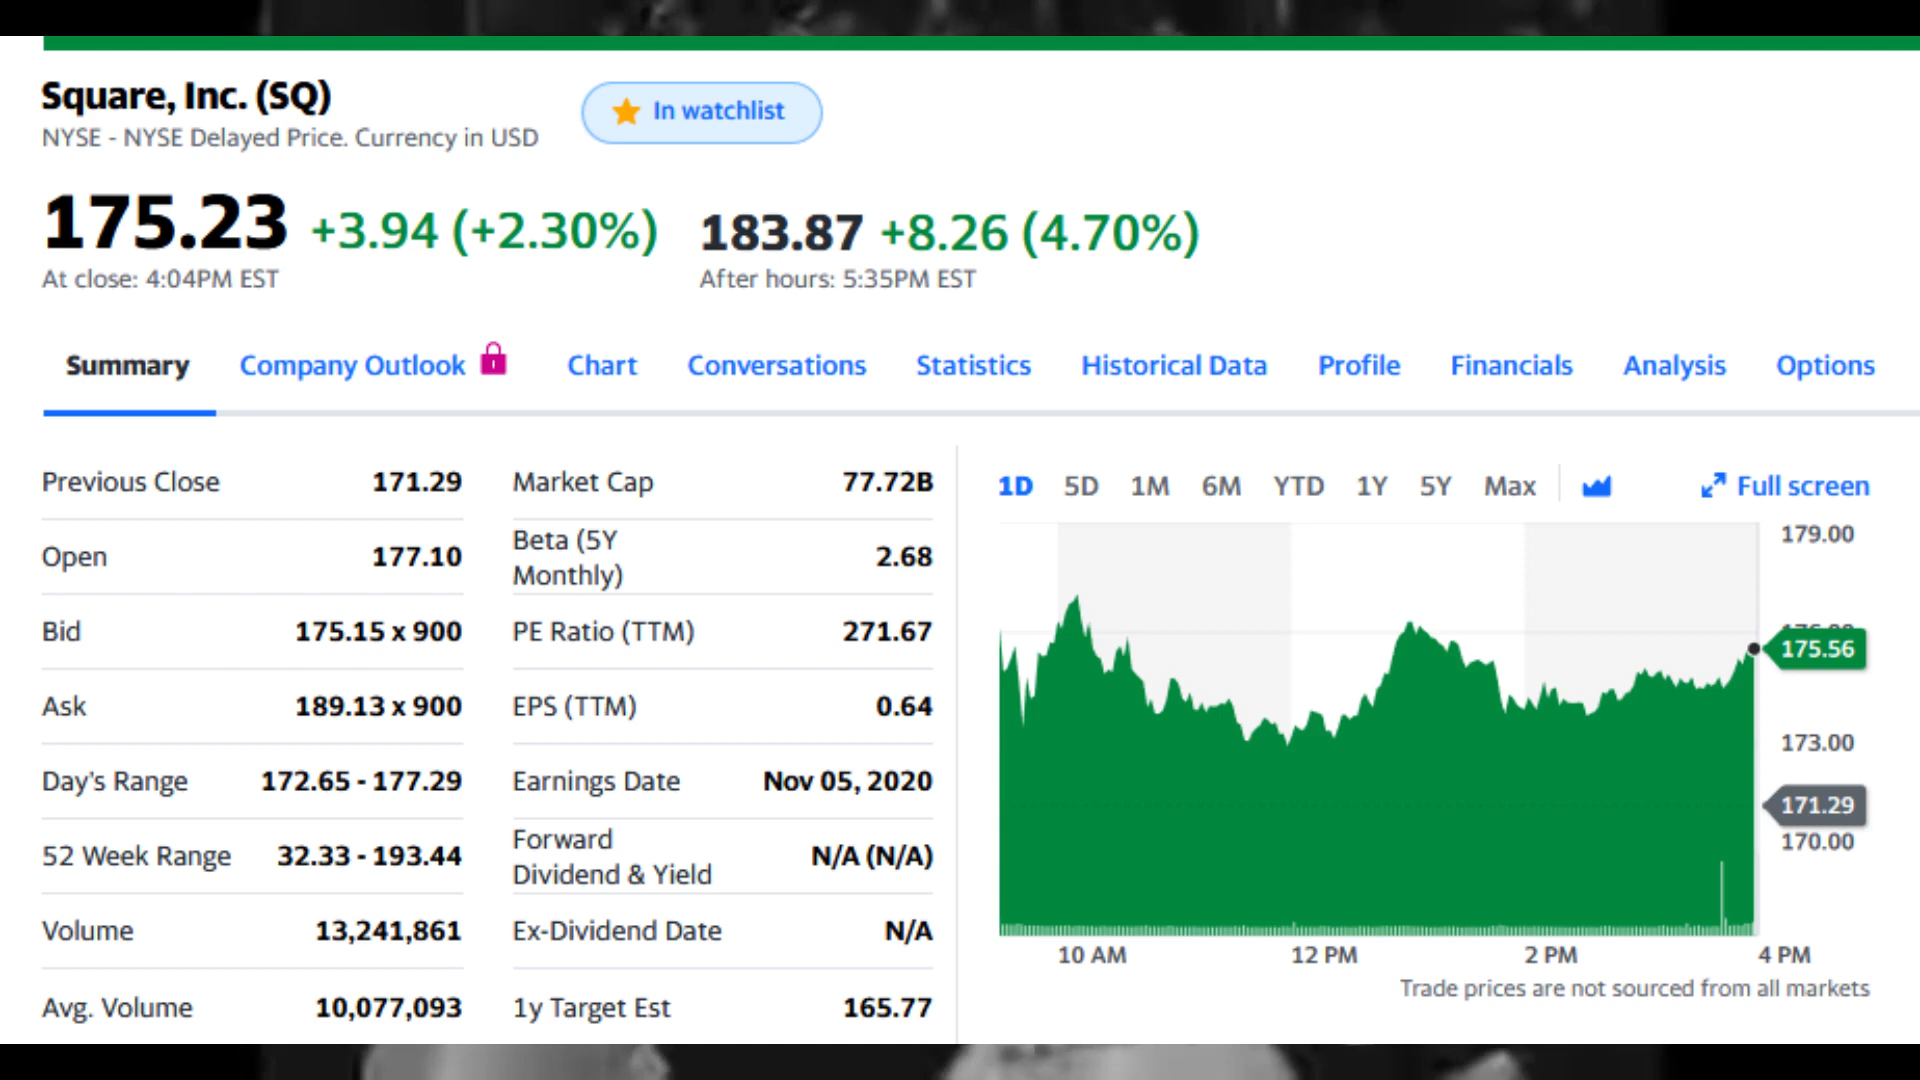 Square, Inc. (SQ)
In watchlist
NYSE - NYSE Delayed Price. Currency in USD
175.23 +3.94 (+2.30%) 183.87 +8.26 (4.70%)
At close: 4:04PM EST After hours: 5:35PM EST
Summary Company Outlook Chart Conversations Statistics Historical Data Profile Financials Analysis Options
Previous Close 171.29
Open 177.10
Bid 175.15 x 900
Ask 189.13 x 900
Day's Range 172.65 - 177.29
52 Week Range 32.33 - 193.44
Volume 13,241,861
Avg. Volume 10,077,093
Market Cap 77.72B
Beta (5Y
Monthly) 2.68
PE Ratio (TTM) 271.67
EPS (TTM) 0.64
Earnings Date Nov 05, 2020
Forward
Dividend & Yield N/A (N/A)
Ex-Dividend Date N/A
1y Target Est 165.77
1D 5D 1M 6M YTD 1Y 5Y Max Full screen
179.00
175.56
173.00
171.29
170.00
10 AM 12 PM 2 PM 4 PM
Trade prices are not sourced from all markets